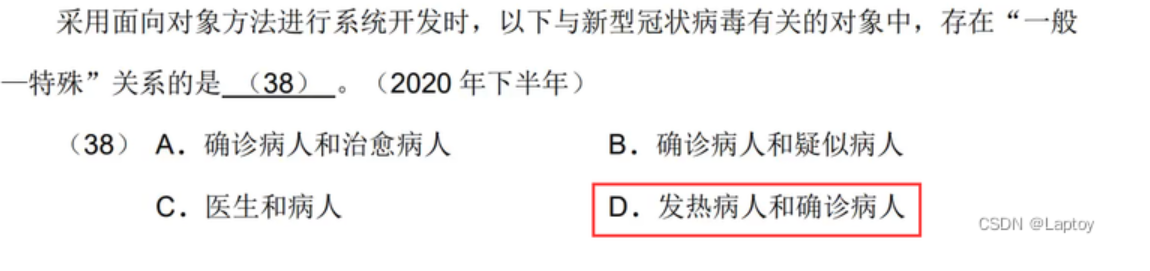 采用面向对象方法进行系统开发时，以下与新型冠状病毒有关的对象中，存在“一般
—特殊”关系的是 （38） 。（2020 年下半年）
（38） A．确诊病人和治愈病人 B．确诊病人和疑似病人
C．医生和病人 D．发热病人和确诊病人
CSDN @Laptoy